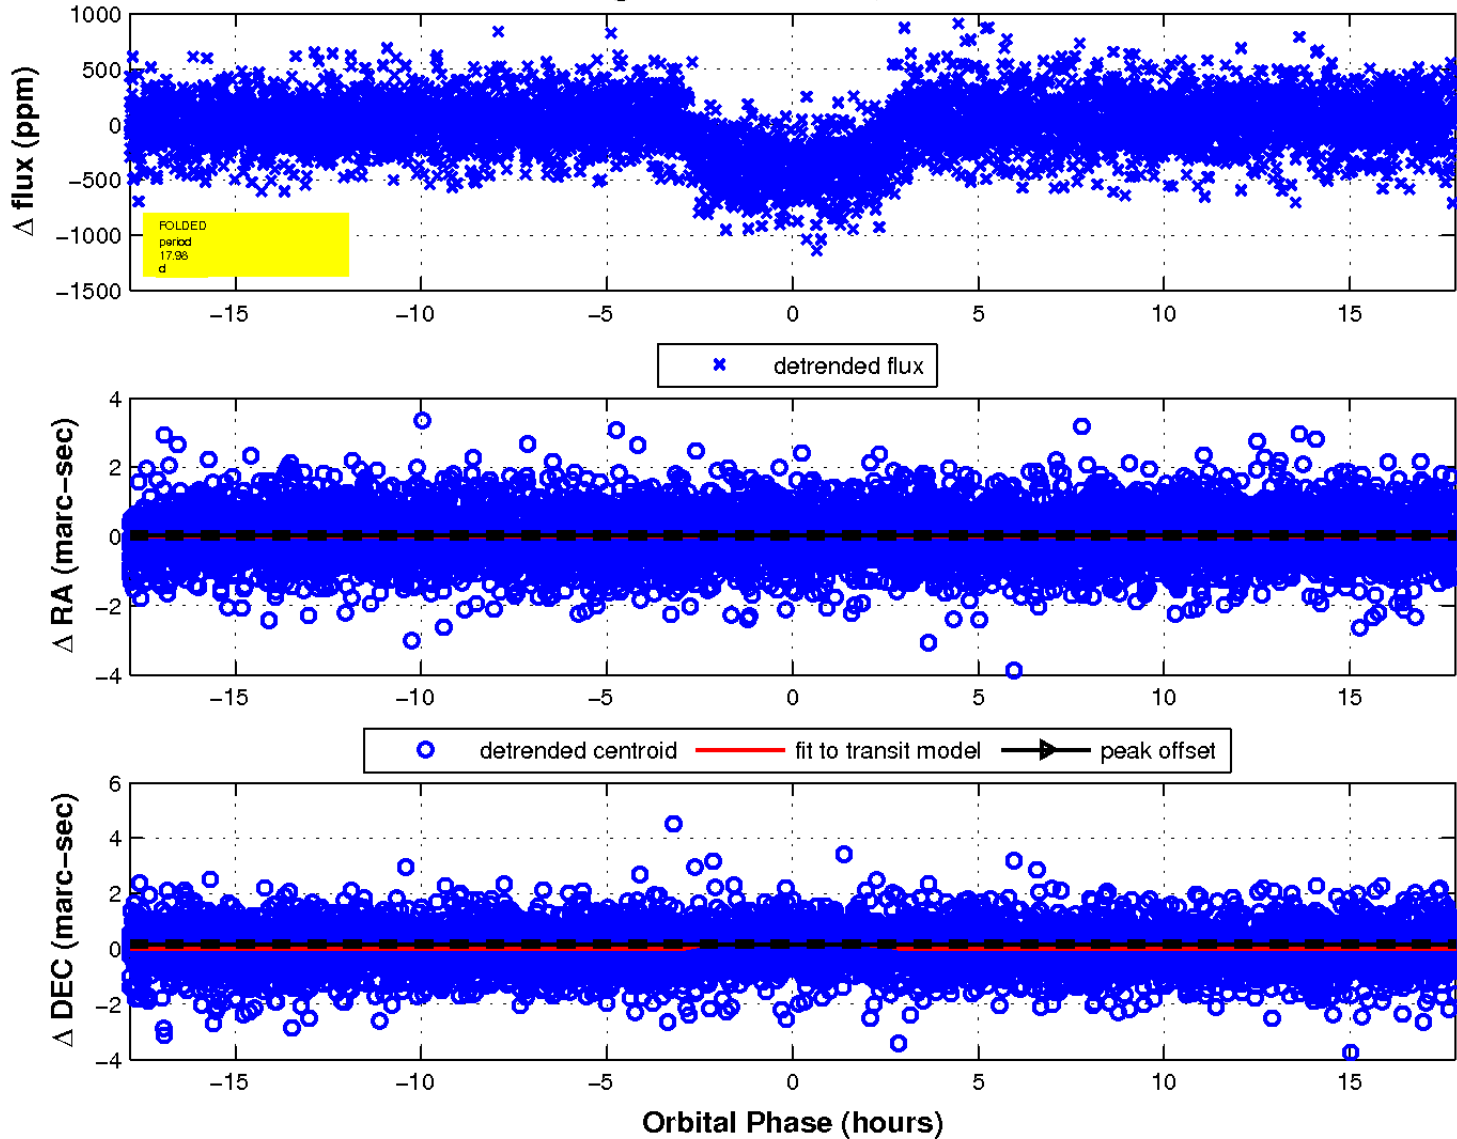 1000
500
0
−500
−1000
−1500
Δ flux (ppm)
FOLDED
period
17.96
d
−15 −10 −5 0 5 10 15
detrended flux
4
2
0
−2
−4
Δ RA (marc−sec)
−15 −10 −5 0 5 10 15
detrended centroid fit to transit model peak offset
6
4
2
0
−2
−4
Δ DEC (marc−sec)
−15 −10 −5 0 5 10 15
Orbital Phase (hours)